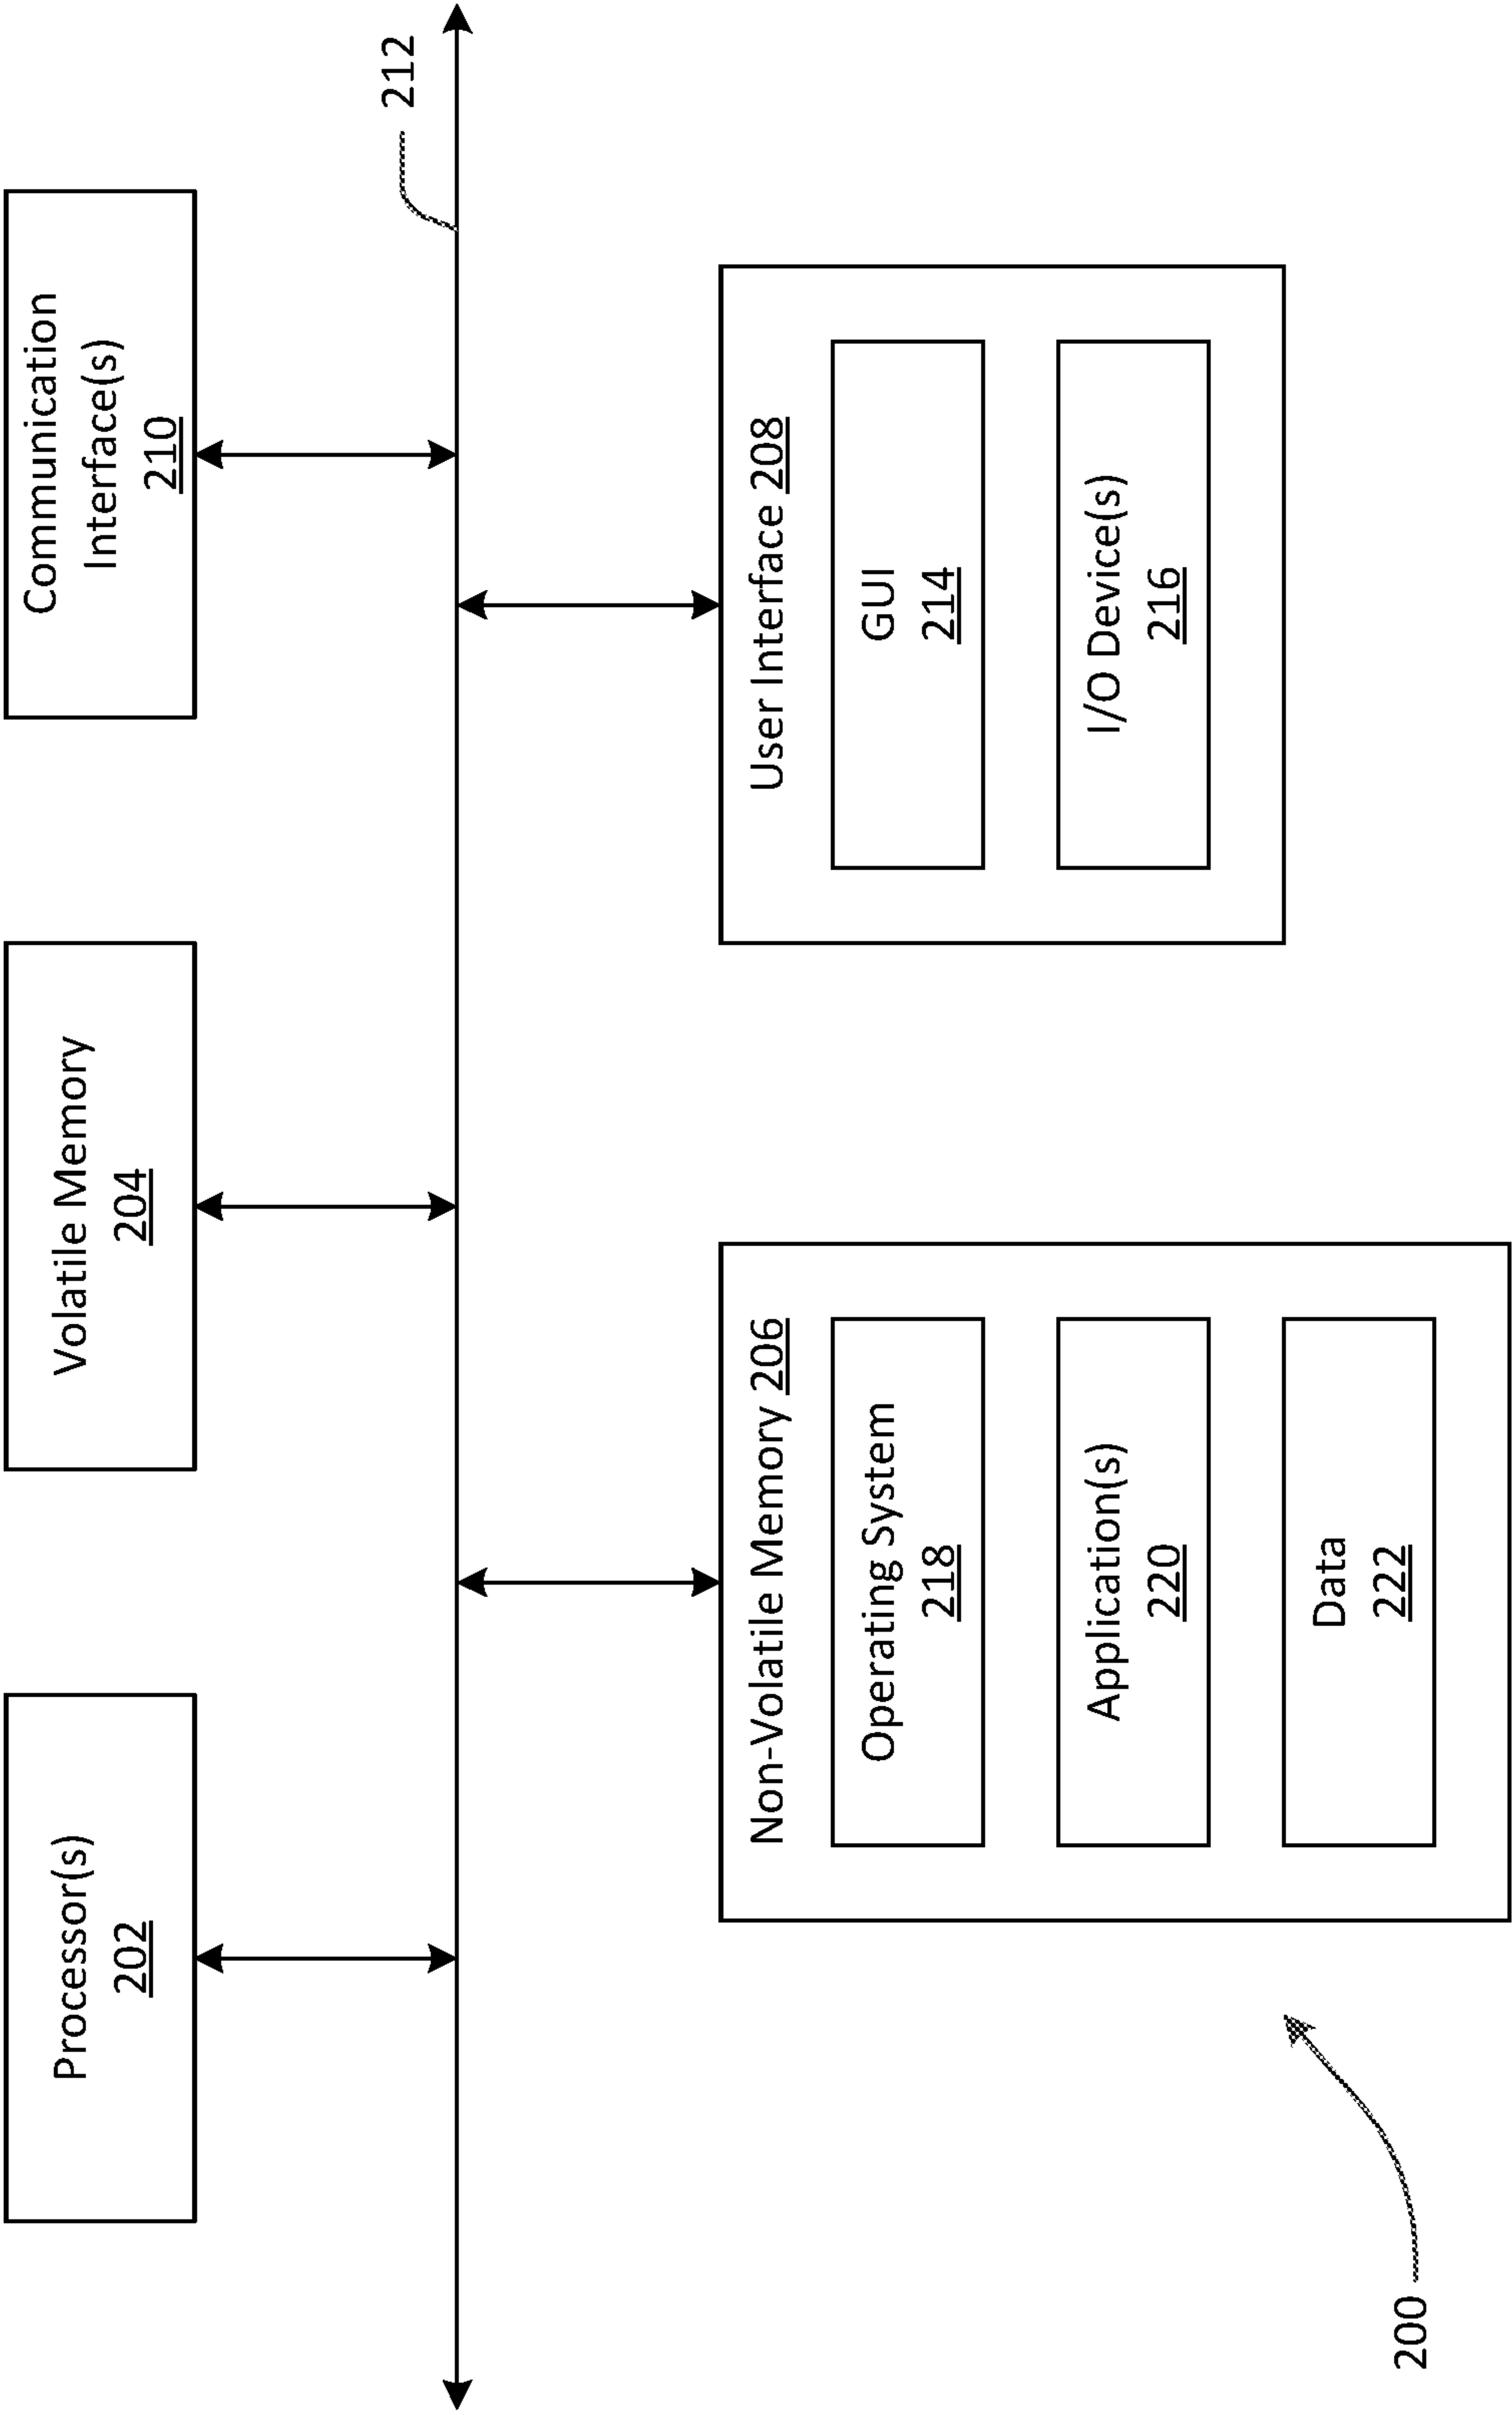 Processor(s)
202
Volatile Memory
204
Communication
Interface(s)
210
212
Non-Volatile Memory 206
Operating System
218
Application(s)
220
Data
222
User Interface 208
GUI
214
I/O Device(s)
216
200